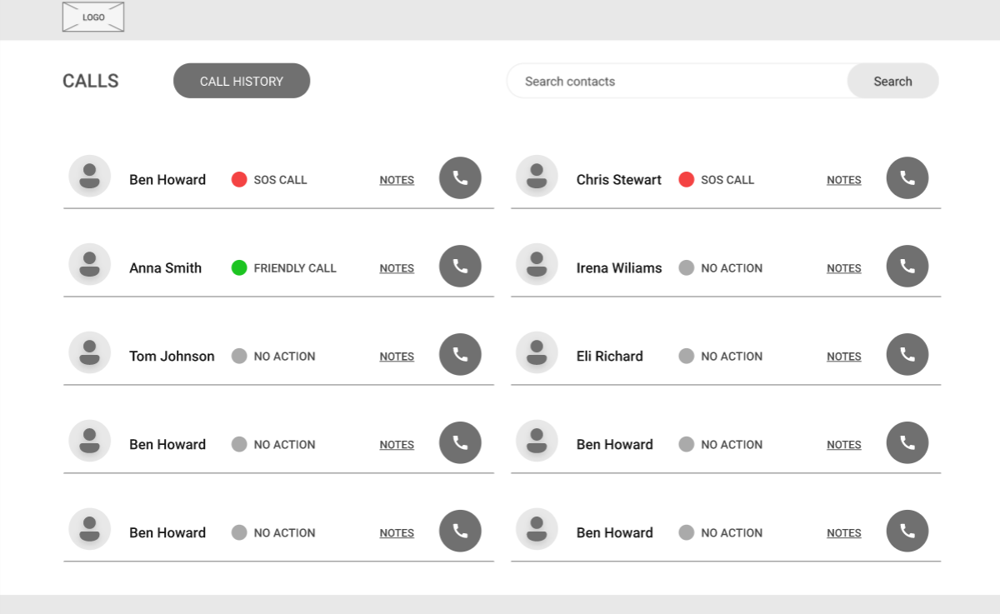 LOGO
CALLS CALL HISTORY Search contacts Search
Ben Howard SOS CALL NOTES Chris Stewart SOS CALL NOTES
Anna Smith FRIENDLY CALL NOTES Irena Wiliams NO ACTION NOTES
Tom Johnson NO ACTION NOTES Eli Richard NO ACTION NOTES
Ben Howard NO ACTION NOTES Ben Howard NO ACTION NOTES
Ben Howard NO ACTION NOTES Ben Howard NO ACTION NOTES